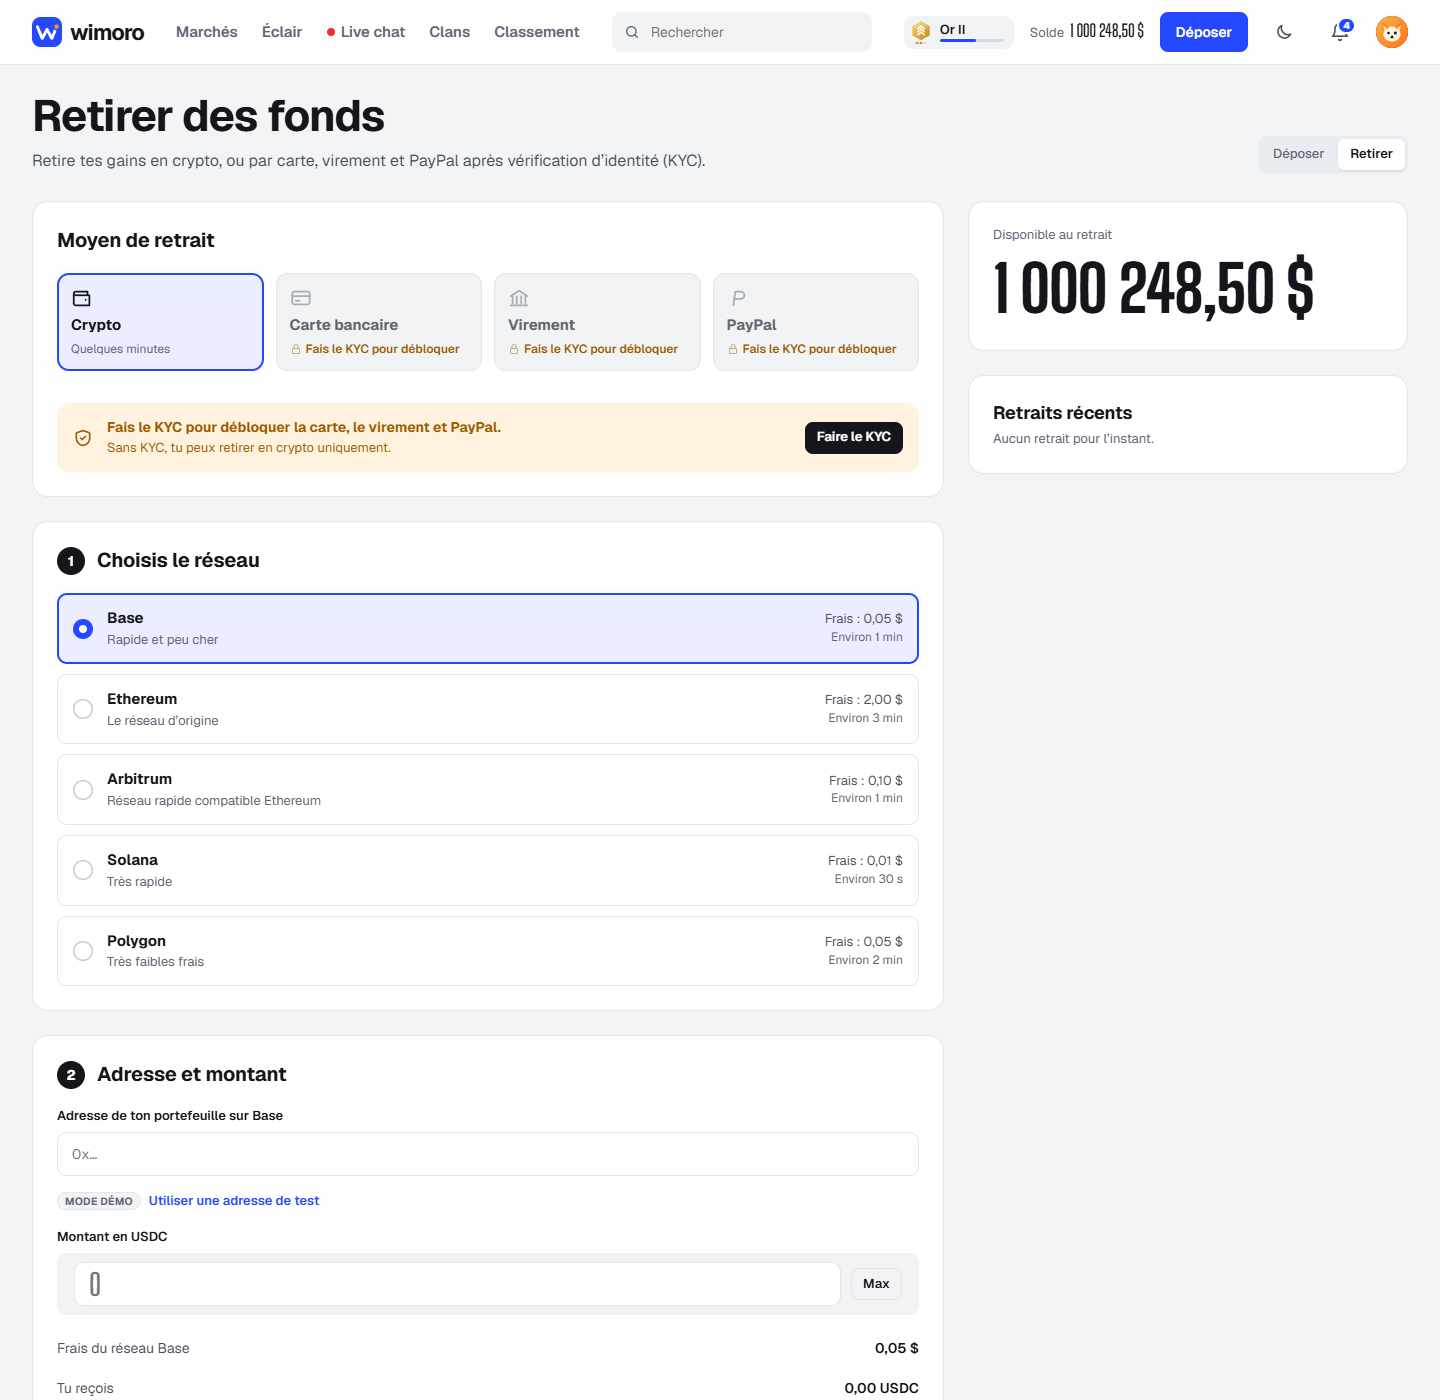 wimoro
Marchés
Éclair
Live chat
Clans
Classement
Rechercher
Or II
Solde 1 000 248,50 $
Déposer
4
Retirer des fonds
Retire tes gains en crypto, ou par carte, virement et PayPal après vérification d’identité (KYC).
Déposer
Retirer
Moyen de retrait
Crypto
Quelques minutes
Carte bancaire
Fais le KYC pour débloquer
Virement
Fais le KYC pour débloquer
PayPal
Fais le KYC pour débloquer
Fais le KYC pour débloquer la carte, le virement et PayPal.
Sans KYC, tu peux retirer en crypto uniquement.
Faire le KYC
Disponible au retrait
1 000 248,50 $
Retraits récents
Aucun retrait pour l’instant.
1 Choisis le réseau
Base
Rapide et peu cher
Frais : 0,05 $
Environ 1 min
Ethereum
Le réseau d’origine
Frais : 2,00 $
Environ 3 min
Arbitrum
Réseau rapide compatible Ethereum
Frais : 0,10 $
Environ 1 min
Solana
Très rapide
Frais : 0,01 $
Environ 30 s
Polygon
Très faibles frais
Frais : 0,05 $
Environ 2 min
2 Adresse et montant
Adresse de ton portefeuille sur Base
0x…
MODE DÉMO Utiliser une adresse de test
Montant en USDC
0
Max
Frais du réseau Base
0,05 $
Tu reçois
0,00 USDC